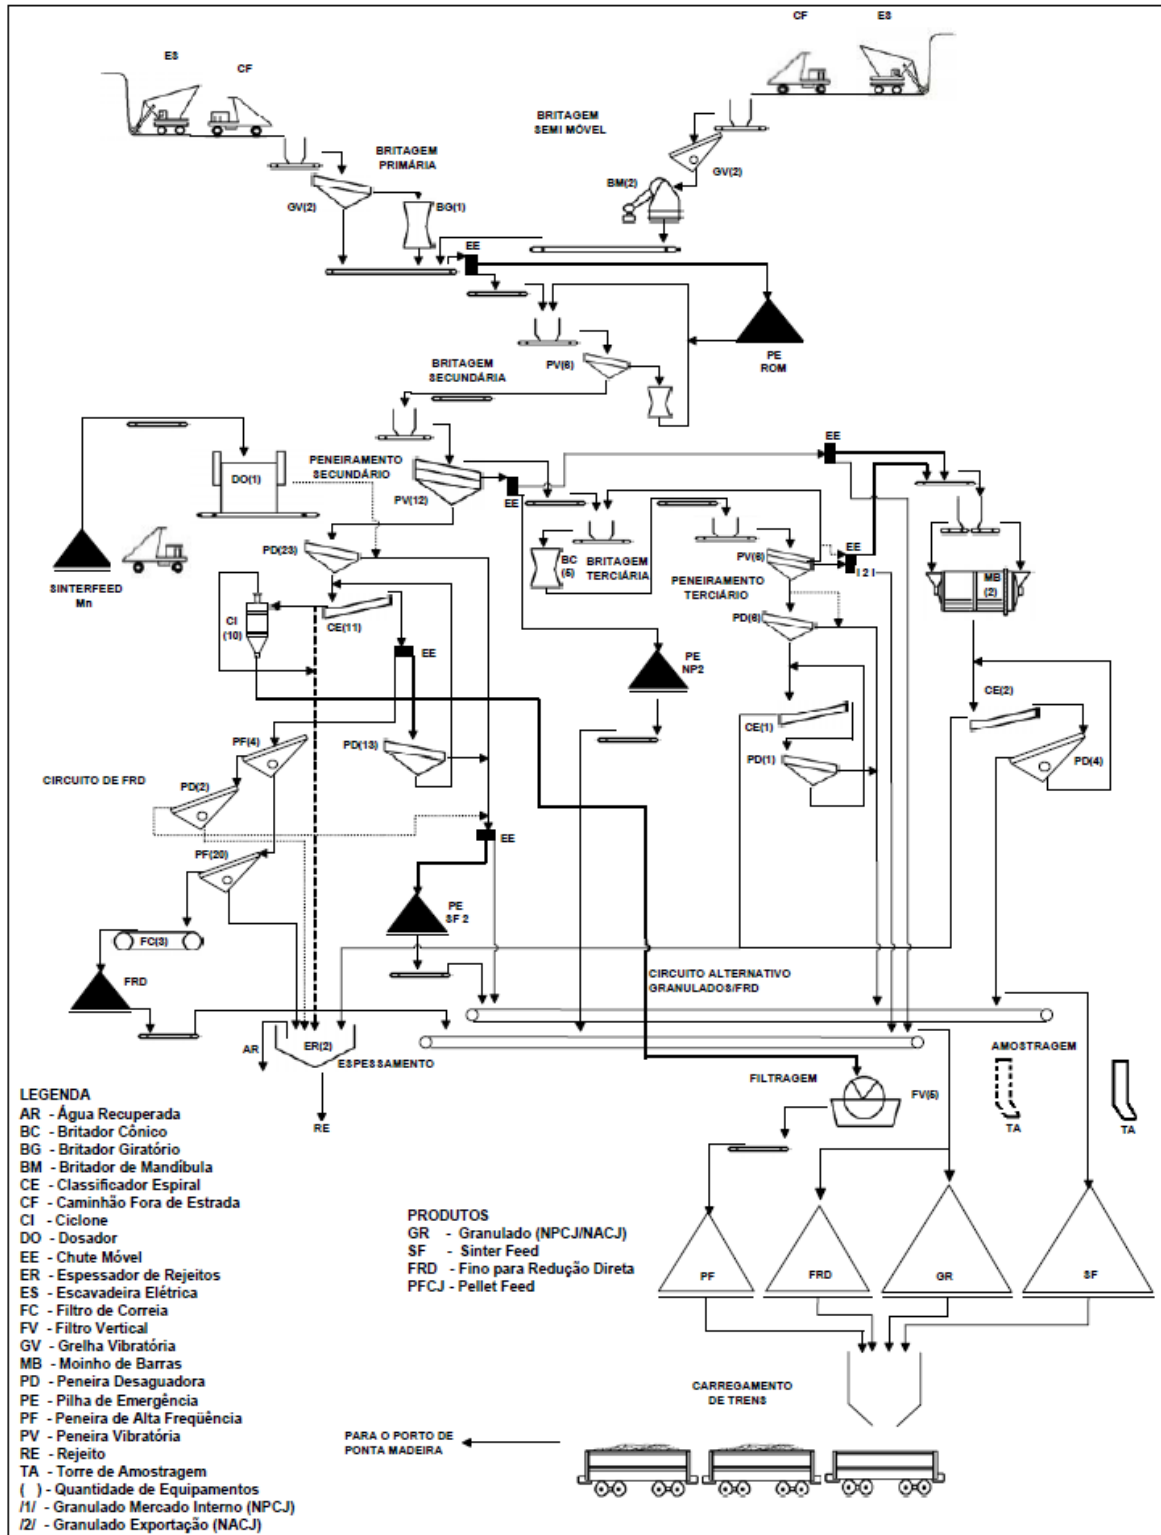 CF
ES
ES
CF
BRITAGEM
SEMI MÓVEL
BRITAGEM
PRIMÁRIA
GV(2)
BM(2)
GV(2)
BG(1)
EE
PE
ROM
BRITAGEM
SECUNDÁRIA
PV(6)
EE
PENEIRAMENTO
SECUNDÁRIO
DO(1)
PV(12)
EE
BC
(5)
BRITAGEM
TERCIÁRIA
PV(6)
EE
I 2 I
PENEIRAMENTO
TERCIÁRIO
MB
(2)
PD(23)
SINTERFEED
Mn
CI
(10)
CE(11)
EE
PD(6)
PE
NP2
CE(2)
CE(1)
PF(4)
PD(13)
PD(1)
PD(4)
CIRCUITO DE FRD
PD(2)
EE
PF(20)
PE
SF 2
FC(3)
FRD
CIRCUITO ALTERNATIVO
GRANULADOS/FRD
AR
ER(2)
ESPESSAMENTO
AMOSTRAGEM
FILTRAGEM
FV(5)
RE
TA
TA
LEGENDA
AR - Água Recuperada
BC - Britador Cônico
BG - Britador Giratório
BM - Britador de Mandíbula
CE - Classificador Espiral
CF - Caminhão Fora de Estrada
CI - Ciclone
DO - Dosador
EE - Chute Móvel
ER - Espessador de Rejeitos
ES - Escavadeira Elétrica
FC - Filtro de Correia
FV - Filtro Vertical
GV - Grelha Vibratória
MB - Moinho de Barras
PD - Peneira Desaguadora
PE - Pilha de Emergência
PF - Peneira de Alta Freqüência
PV - Peneira Vibratória
RE - Rejeito
TA - Torre de Amostragem
( ) - Quantidade de Equipamentos
/1/ - Granulado Mercado Interno (NPCJ)
/2/ - Granulado Exportação (NACJ)
PRODUTOS
GR - Granulado (NPCJ/NACJ)
SF - Sinter Feed
FRD - Fino para Redução Direta
PFCJ - Pellet Feed
PF
FRD
GR
SF
CARREGAMENTO
DE TRENS
PARA O PORTO DE
PONTA MADEIRA